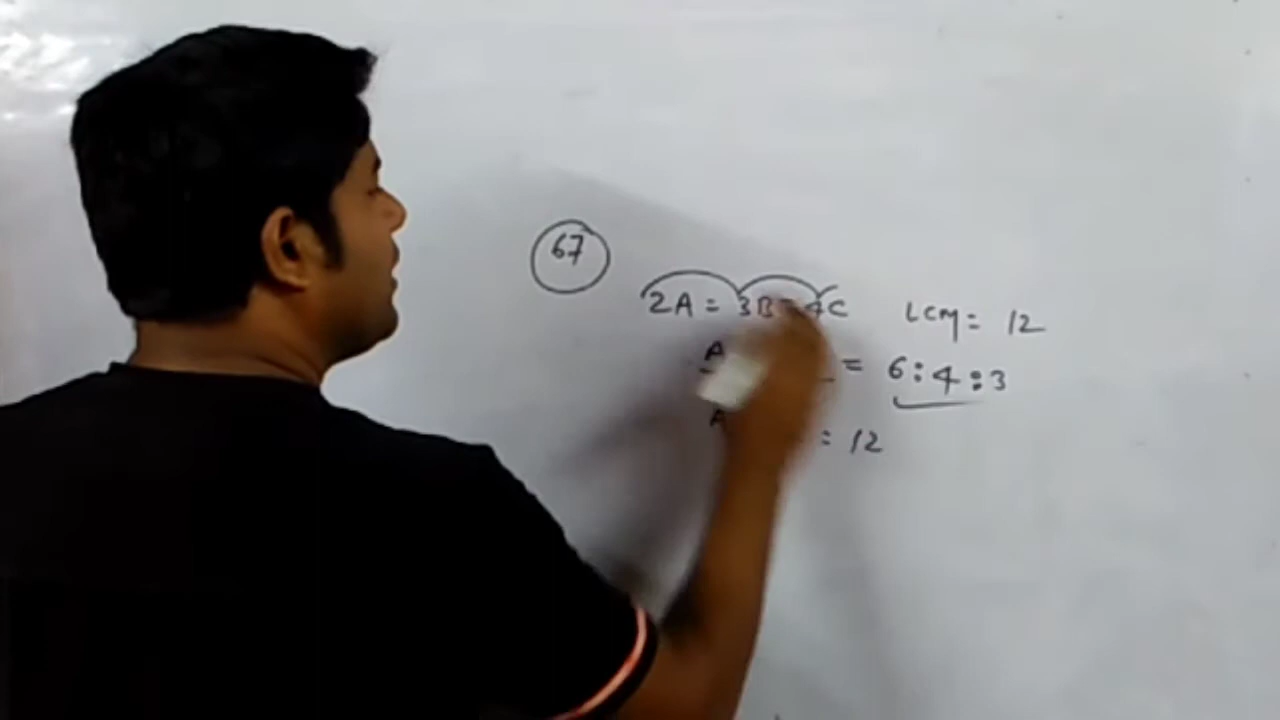 67
2A = 3B = 4C LCM = 12
A = 6:4:3
A : 12